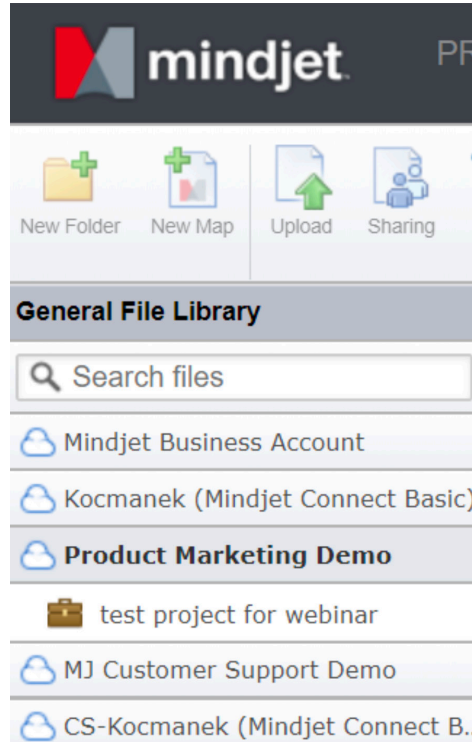 mindjet PR
New Folder New Map Upload Sharing
General File Library
Search files
Mindjet Business Account
Kocmanek (Mindjet Connect Basic)
Product Marketing Demo
test project for webinar
MJ Customer Support Demo
CS-Kocmanek (Mindjet Connect B...